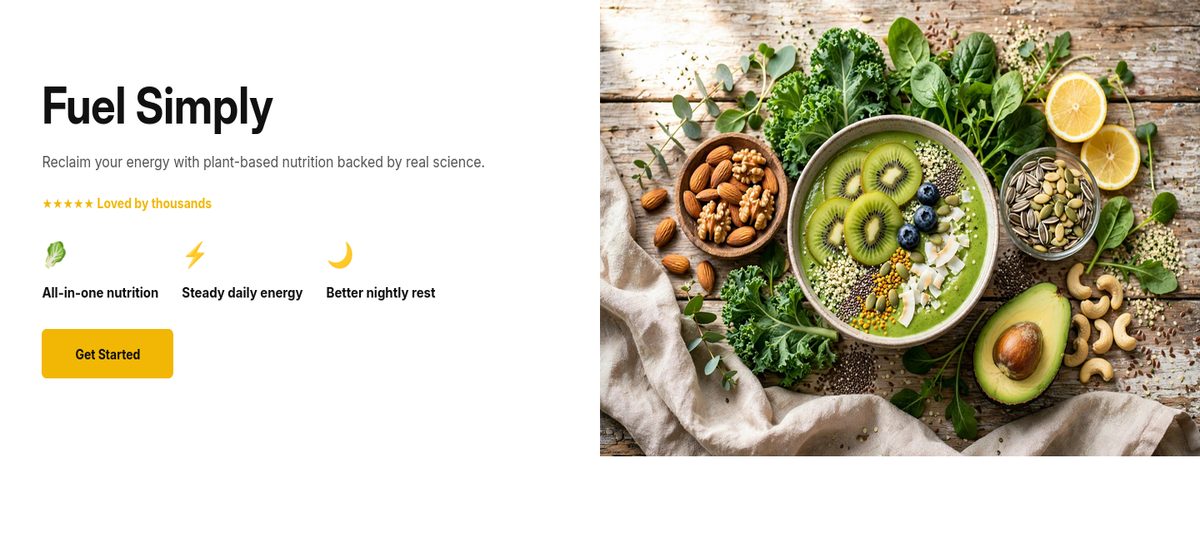 Fuel Simply
Reclaim your energy with plant-based nutrition backed by real science.
★★★★★ Loved by thousands
All-in-one nutrition
Steady daily energy
Better nightly rest
Get Started